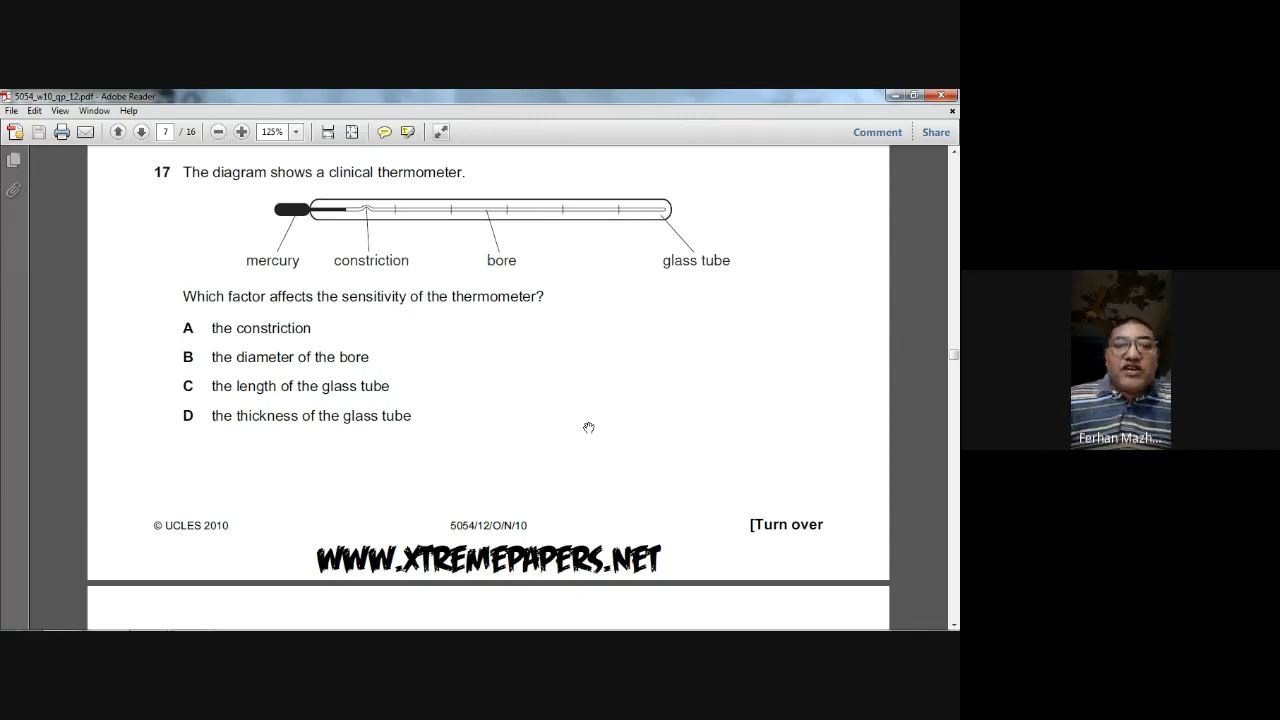 5054_w10_qp_12.pdf - Adobe Reader
File Edit View Window Help
7 / 16 125% Comment Share
17 The diagram shows a clinical thermometer.
mercury constriction bore glass tube
Which factor affects the sensitivity of the thermometer?
A the constriction
B the diameter of the bore
C the length of the glass tube
D the thickness of the glass tube
Ferhan Mazh...
© UCLES 2010 5054/12/O/N/10 [Turn over
WWW.XTREMEPAPERS.NET